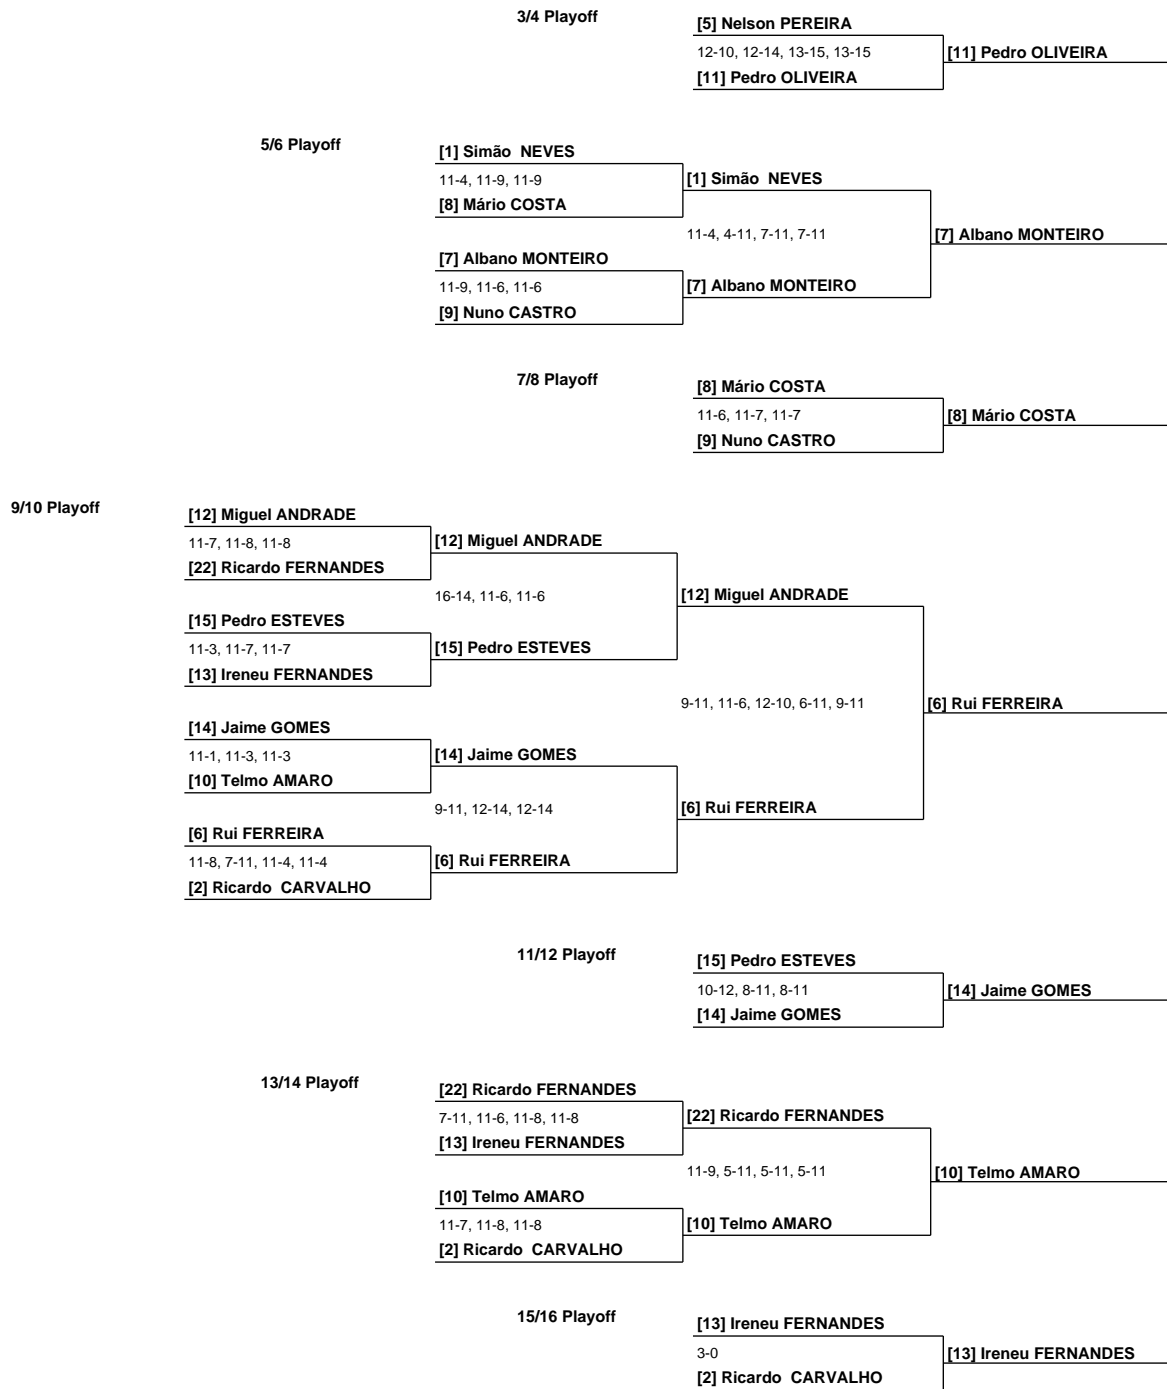 3/4 Playoff
[5] Nelson PEREIRA
12-10, 12-14, 13-15, 13-15
[11] Pedro OLIVEIRA
[11] Pedro OLIVEIRA
5/6 Playoff
[1] Simão  NEVES
11-4, 11-9, 11-9
[1] Simão  NEVES
[8] Mário COSTA
11-4, 4-11, 7-11, 7-11
[7] Albano MONTEIRO
[7] Albano MONTEIRO
11-9, 11-6, 11-6
[7] Albano MONTEIRO
[9] Nuno CASTRO
7/8 Playoff
[8] Mário COSTA
11-6, 11-7, 11-7
[8] Mário COSTA
[9] Nuno CASTRO
9/10 Playoff
[12] Miguel ANDRADE
11-7, 11-8, 11-8
[12] Miguel ANDRADE
[22] Ricardo FERNANDES
16-14, 11-6, 11-6
[12] Miguel ANDRADE
[15] Pedro ESTEVES
11-3, 11-7, 11-7
[15] Pedro ESTEVES
[13] Ireneu FERNANDES
9-11, 11-6, 12-10, 6-11, 9-11
[6] Rui FERREIRA
[14] Jaime GOMES
11-1, 11-3, 11-3
[14] Jaime GOMES
[10] Telmo AMARO
9-11, 12-14, 12-14
[6] Rui FERREIRA
[6] Rui FERREIRA
11-8, 7-11, 11-4, 11-4
[6] Rui FERREIRA
[2] Ricardo  CARVALHO
11/12 Playoff
[15] Pedro ESTEVES
10-12, 8-11, 8-11
[14] Jaime GOMES
[14] Jaime GOMES
13/14 Playoff
[22] Ricardo FERNANDES
7-11, 11-6, 11-8, 11-8
[22] Ricardo FERNANDES
[13] Ireneu FERNANDES
11-9, 5-11, 5-11, 5-11
[10] Telmo AMARO
[10] Telmo AMARO
11-7, 11-8, 11-8
[10] Telmo AMARO
[2] Ricardo  CARVALHO
15/16 Playoff
[13] Ireneu FERNANDES
3-0
[13] Ireneu FERNANDES
[2] Ricardo  CARVALHO